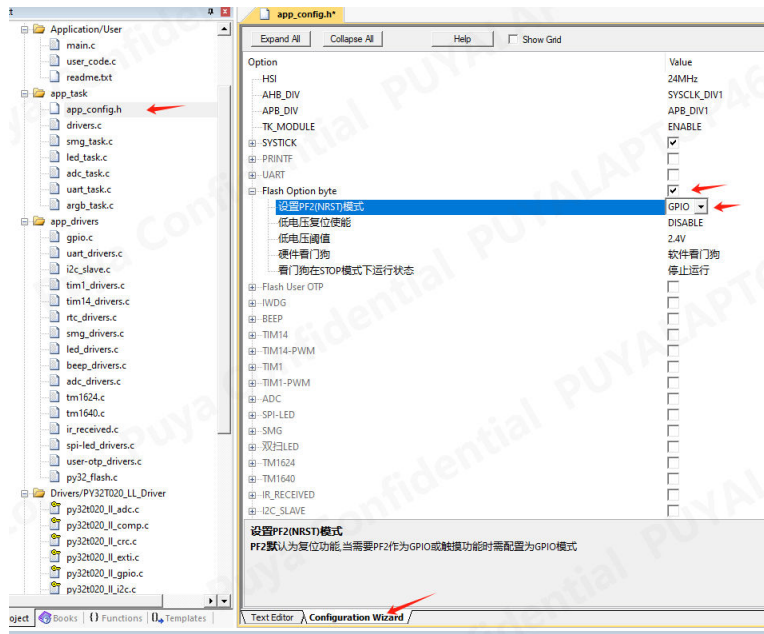 t
Application/User
main.c
user_code.c
readme.txt
app_task
app_config.h
drivers.c
smg_task.c
led_task.c
adc_task.c
uart_task.c
argb_task.c
app_drivers
gpio.c
uart_drivers.c
i2c_slave.c
tim1_drivers.c
tim14_drivers.c
rtc_drivers.c
smg_drivers.c
led_drivers.c
beep_drivers.c
adc_drivers.c
tm1624.c
tm1640.c
ir_received.c
spi-led_drivers.c
user-otp_drivers.c
py32_flash.c
Drivers/PY32T020_LL_Driver
py32t020_ll_adc.c
py32t020_ll_comp.c
py32t020_ll_crc.c
py32t020_ll_exti.c
py32t020_ll_gpio.c
py32t020_ll_i2c.c
oject Books {} Functions Templates
app_config.h*
Expand All Collapse All Help Show Grid
Option Value
HSI 24MHz
AHB_DIV SYSCLK_DIV1
APB_DIV APB_DIV1
TK_MODULE ENABLE
SYSTICK
PRINTF
UART
Flash Option byte
设置PF2(NRST)模式 GPIO
低电压复位使能 DISABLE
低电压阈值 2.4V
硬件看门狗 软件看门狗
看门狗在STOP模式下运行状态 停止运行
Flash User OTP
IWDG
BEEP
TIM14
TIM14-PWM
TIM1
TIM1-PWM
ADC
SPI-LED
SMG
双扫LED
TM1624
TM1640
IR_RECEIVED
I2C_SLAVE
设置PF2(NRST)模式
PF2默认为复位功能,当需要PF2作为GPIO或触摸功能时需配置为GPIO模式
Text Editor Configuration Wizard